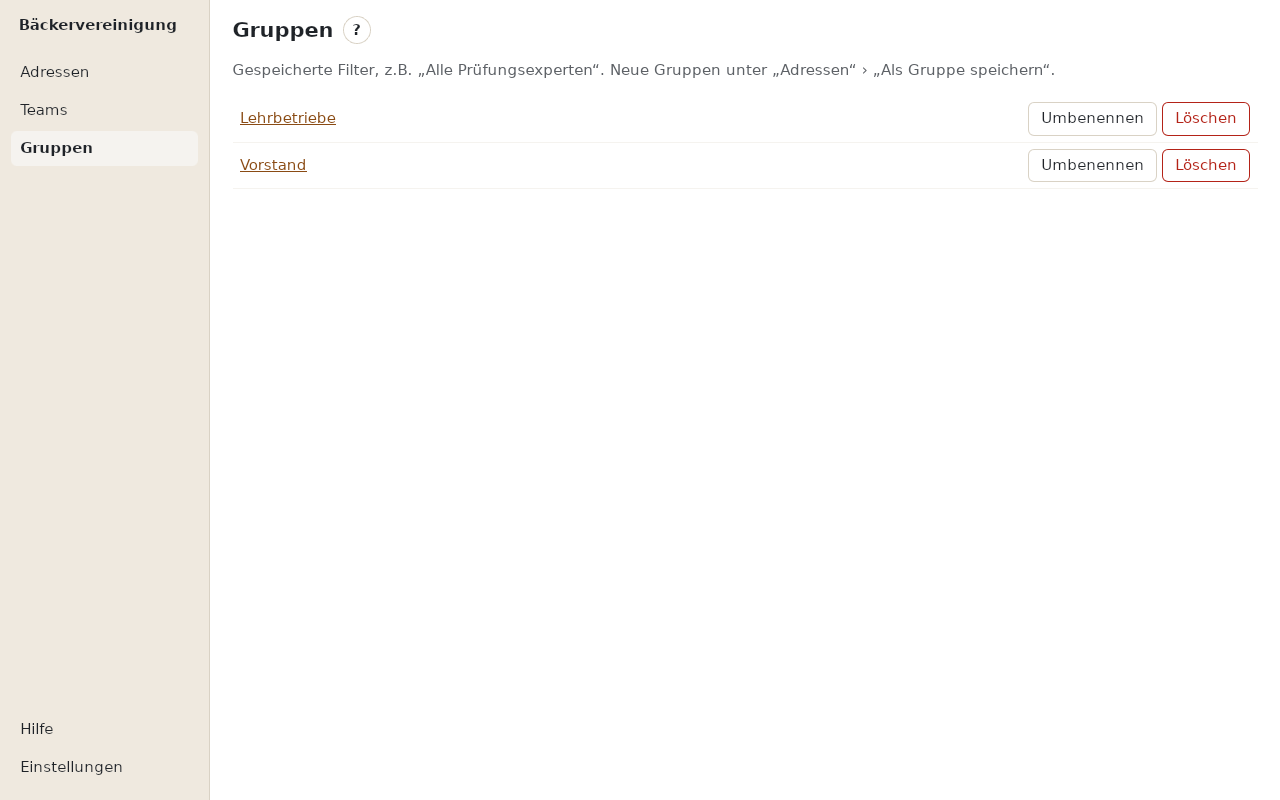 Bäckervereinigung
Adressen
Teams
Gruppen
Hilfe
Einstellungen
Gruppen ?
Gespeicherte Filter, z.B. „Alle Prüfungsexperten“. Neue Gruppen unter „Adressen“ › „Als Gruppe speichern“.
Lehrbetriebe Umbenennen Löschen
Vorstand Umbenennen Löschen